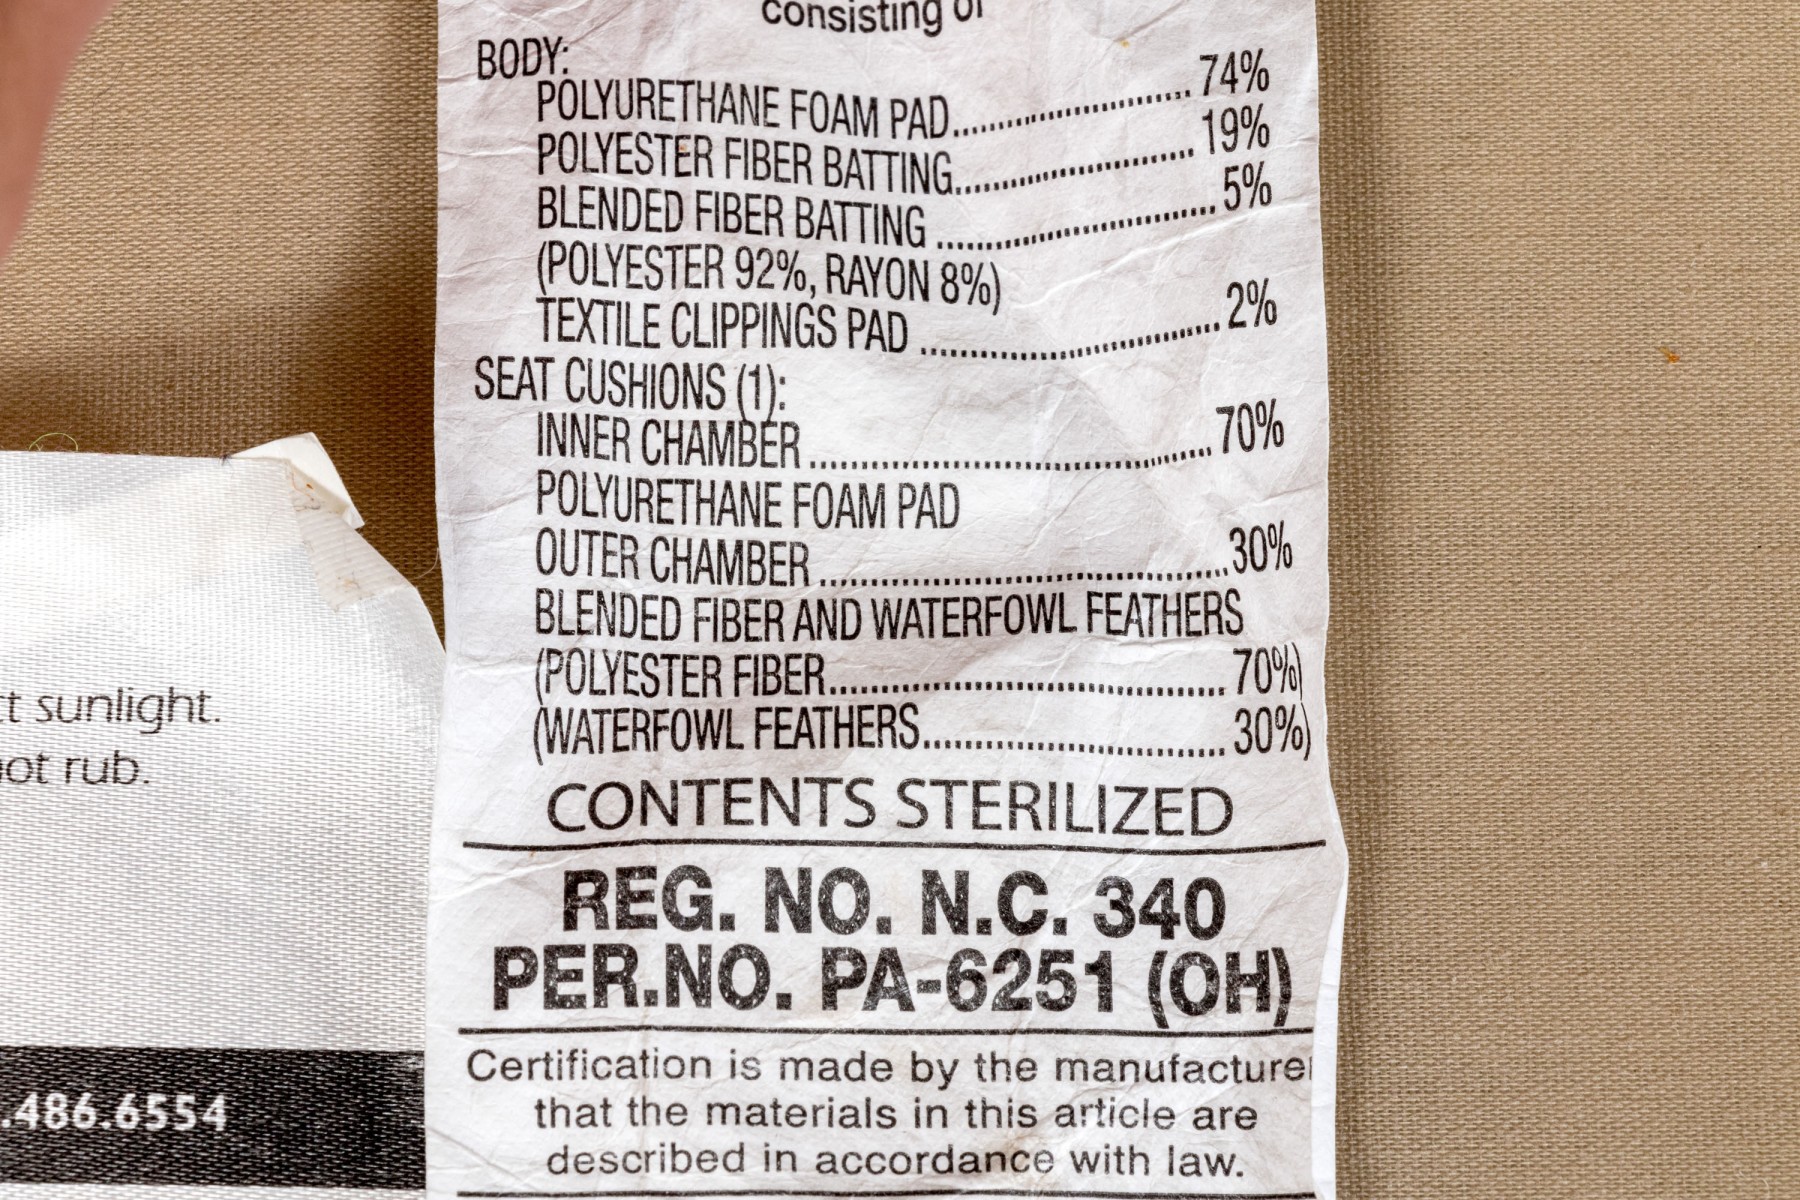 consisting of
BODY:
POLYURETHANE FOAM PAD.............................. 74%
POLYESTER FIBER BATTING.............................. 19%
BLENDED FIBER BATTING .............................. 5%
(POLYESTER 92%, RAYON 8%)
TEXTILE CLIPPINGS PAD .............................. 2%
SEAT CUSHIONS (1):
INNER CHAMBER .............................. 70%
POLYURETHANE FOAM PAD
OUTER CHAMBER .............................. 30%
BLENDED FIBER AND WATERFOWL FEATHERS
(POLYESTER FIBER.............................. 70%)
(WATERFOWL FEATHERS.............................. 30%)
CONTENTS STERILIZED
REG. NO. N.C. 340
PER.NO. PA-6251 (OH)
Certification is made by the manufacturer
that the materials in this article are
described in accordance with law.
sunlight.
rub.
.486.6554